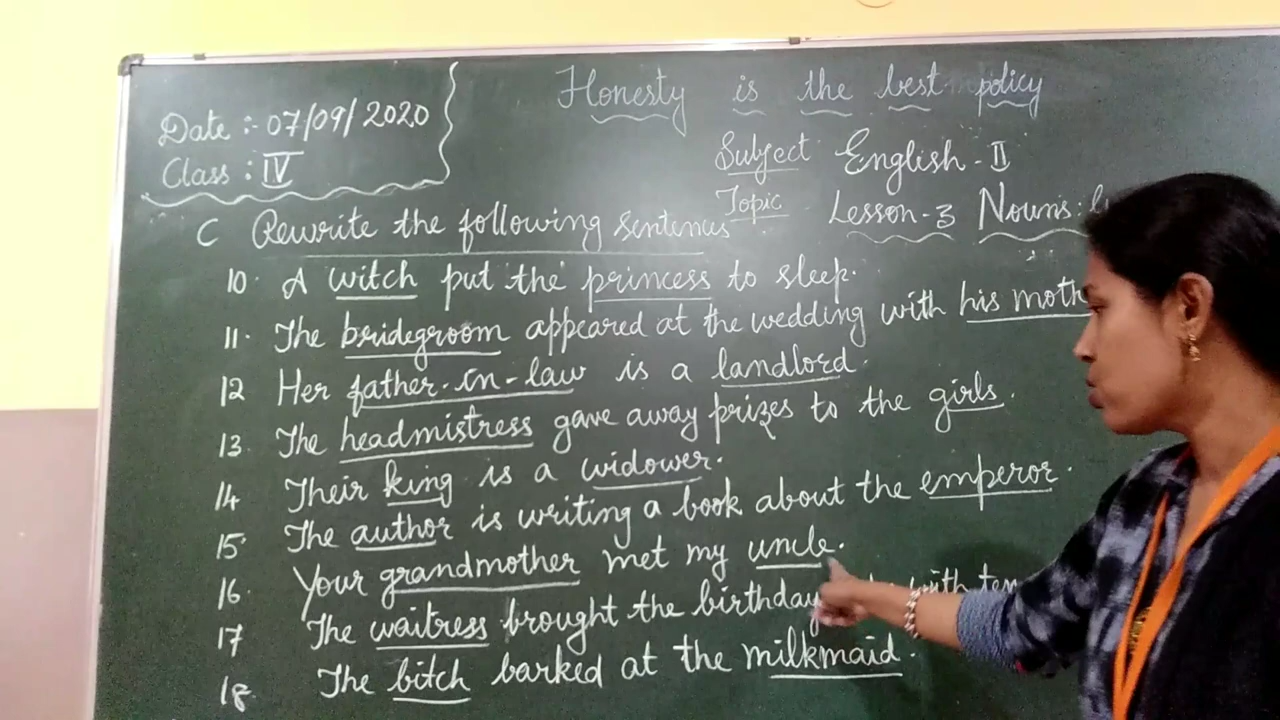 Honesty is the best policy
Date :- 07/09/2020
Class : IV
Subject English - II
Topic Lesson-3 Nouns :
C Rewrite the following sentences
10. A witch put the princess to sleep.
11. The bridegroom appeared at the wedding with his moth
12 Her father-in-law is a landlord.
13. The headmistress gave away prizes to the girls.
14 Their king is a widower.
15. The author is writing a book about the emperor.
16. Your grandmother met my uncle.
17 The waitress brought the birthday with ten
18. The bitch barked at the milkmaid.